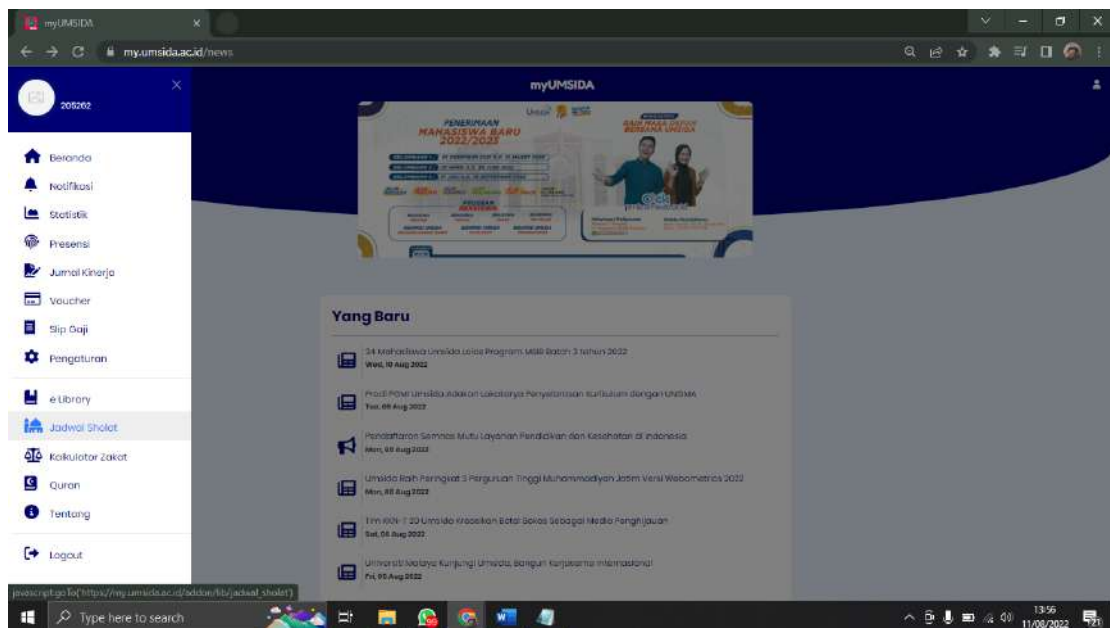 myUMSIDA
my.umsida.ac.id/news
205262
myUMSIDA
PENERIMAAN
MAHASISWA BARU
2022/2023
Beranda
Notifikasi
Statistik
Presensi
Jurnal Kinerja
Voucher
Slip Gaji
Pengaturan
e Library
Jadwal Sholat
Kalkulator Zakat
Quran
Tentang
Logout
Yang Baru
34 Mahasiswa Umsida Lolos Program MSIB Batch 3 tahun 2022
Wed, 10 Aug 2022
Prodi PGMI Umsida Adakan Lokakarya Penyelarasan Kurikulum dengan UNISMA
Tue, 09 Aug 2022
Pendaftaran Semnas Mutu Layanan Pendidikan dan Kesehatan di Indonesia
Mon, 08 Aug 2022
Umsida Raih Peringkat 3 Perguruan Tinggi Muhammadiyah Jatim Versi Webometrics 2022
Mon, 08 Aug 2022
Tim KKN-T 20 Umsida Kreasikan Botol Bekas Sebagai Media Penghijauan
Sat, 06 Aug 2022
Universiti Malaya Kunjungi Umsida, Bangun Kerjasama Internasional
Fri, 05 Aug 2022
javascript:goTo('https://my.umsida.ac.id/addon/lib/jadwal_sholat')
Type here to search
13:56
11/08/2022